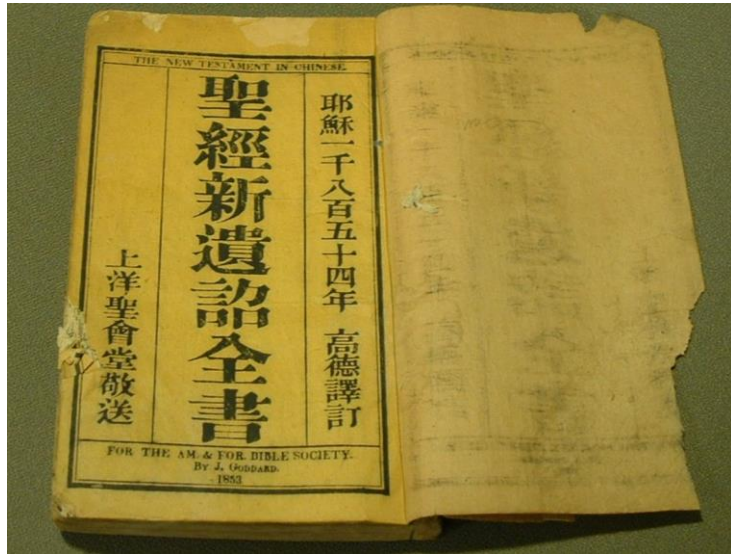 THE NEW TESTAMENT IN CHINESE.
耶穌一千八百五十四年 高德譯訂
聖經新遺詔全書
上洋聖會堂敬送
FOR THE AM. & FOR. BIBLE SOCIETY.
BY J. GODDARD.
1853